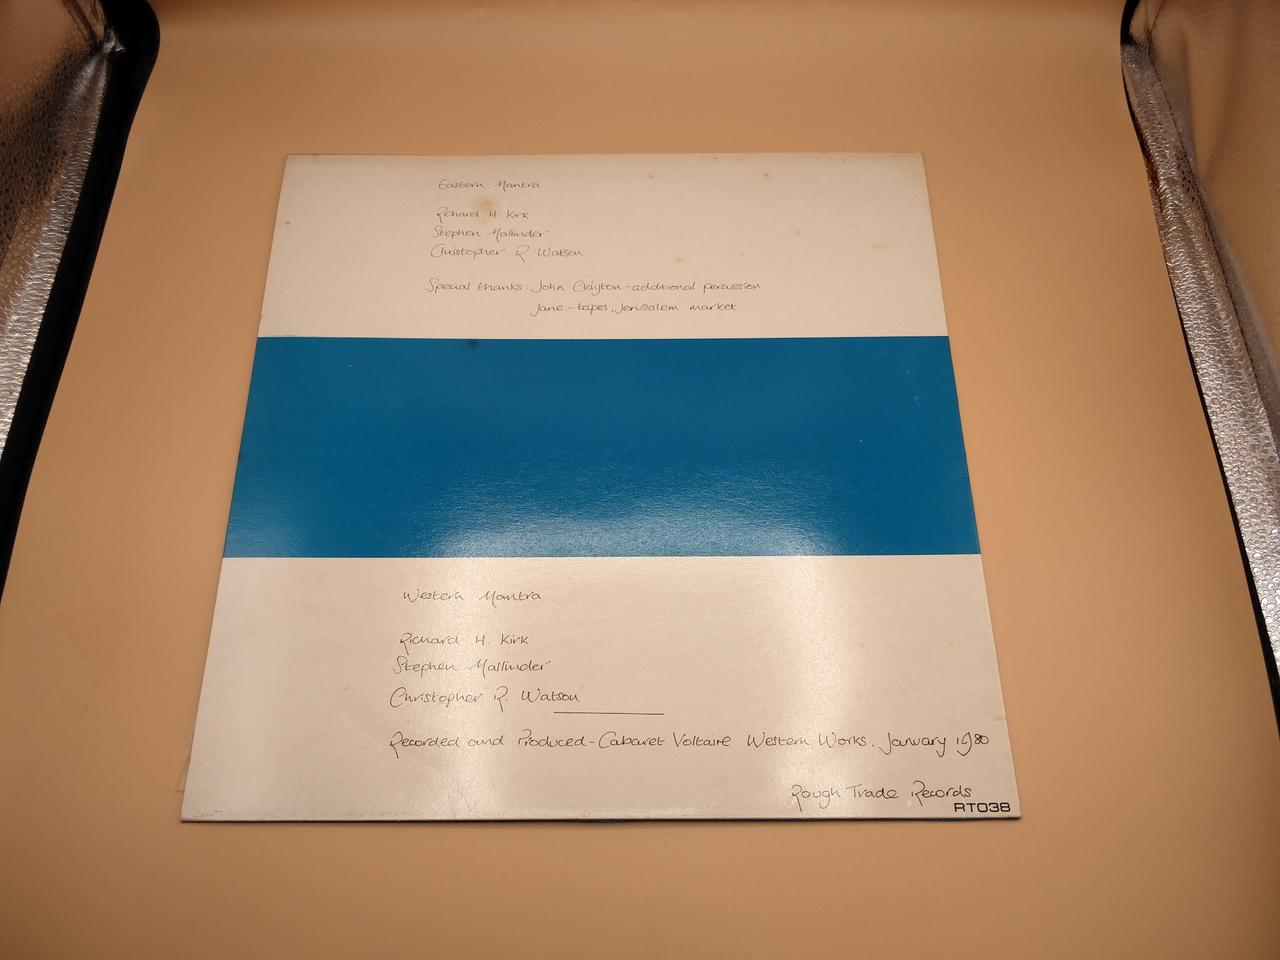 Eastern Mantra
Richard H. Kirk
Stephen Mallinder
Christopher R Watson
Special thanks: John Clayton-additional percussion
Jane-tapes, Jerusalem market
Western Mantra
Richard H. Kirk
Stephen Mallinder
Christopher R. Watson
Recorded and Produced-Cabaret Voltaire Western Works. January 1980
Rough Trade Records
RT038